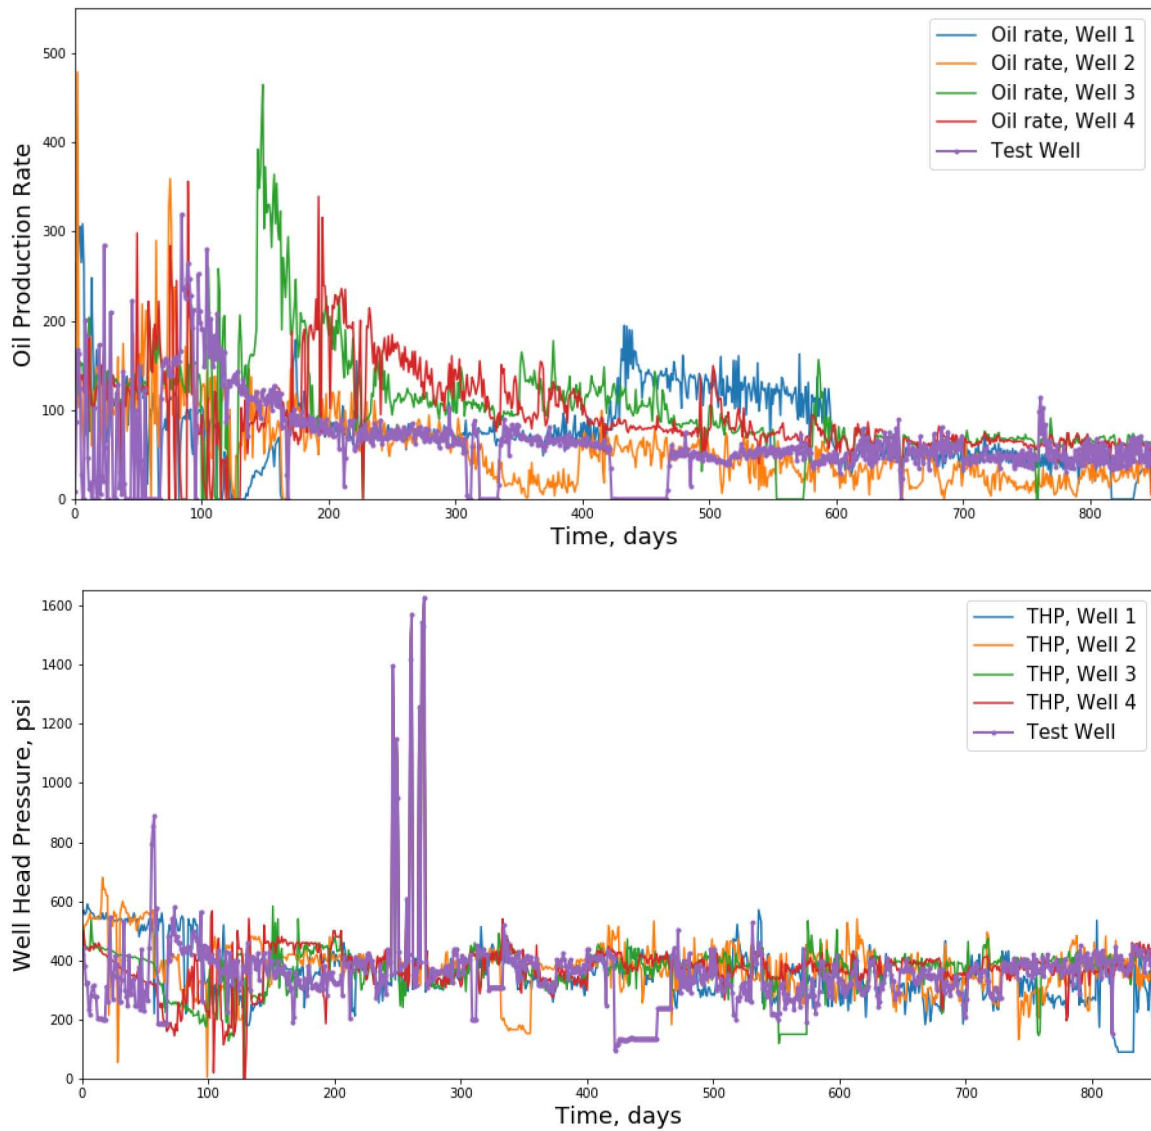 500
400
300
200
100
0
Oil Production Rate
Oil rate, Well 1
Oil rate, Well 2
Oil rate, Well 3
Oil rate, Well 4
Test Well
0 100 200 300 400 500 600 700 800
Time, days
1600
1400
1200
1000
800
600
400
200
0
Well Head Pressure, psi
THP, Well 1
THP, Well 2
THP, Well 3
THP, Well 4
Test Well
0 100 200 300 400 500 600 700 800
Time, days